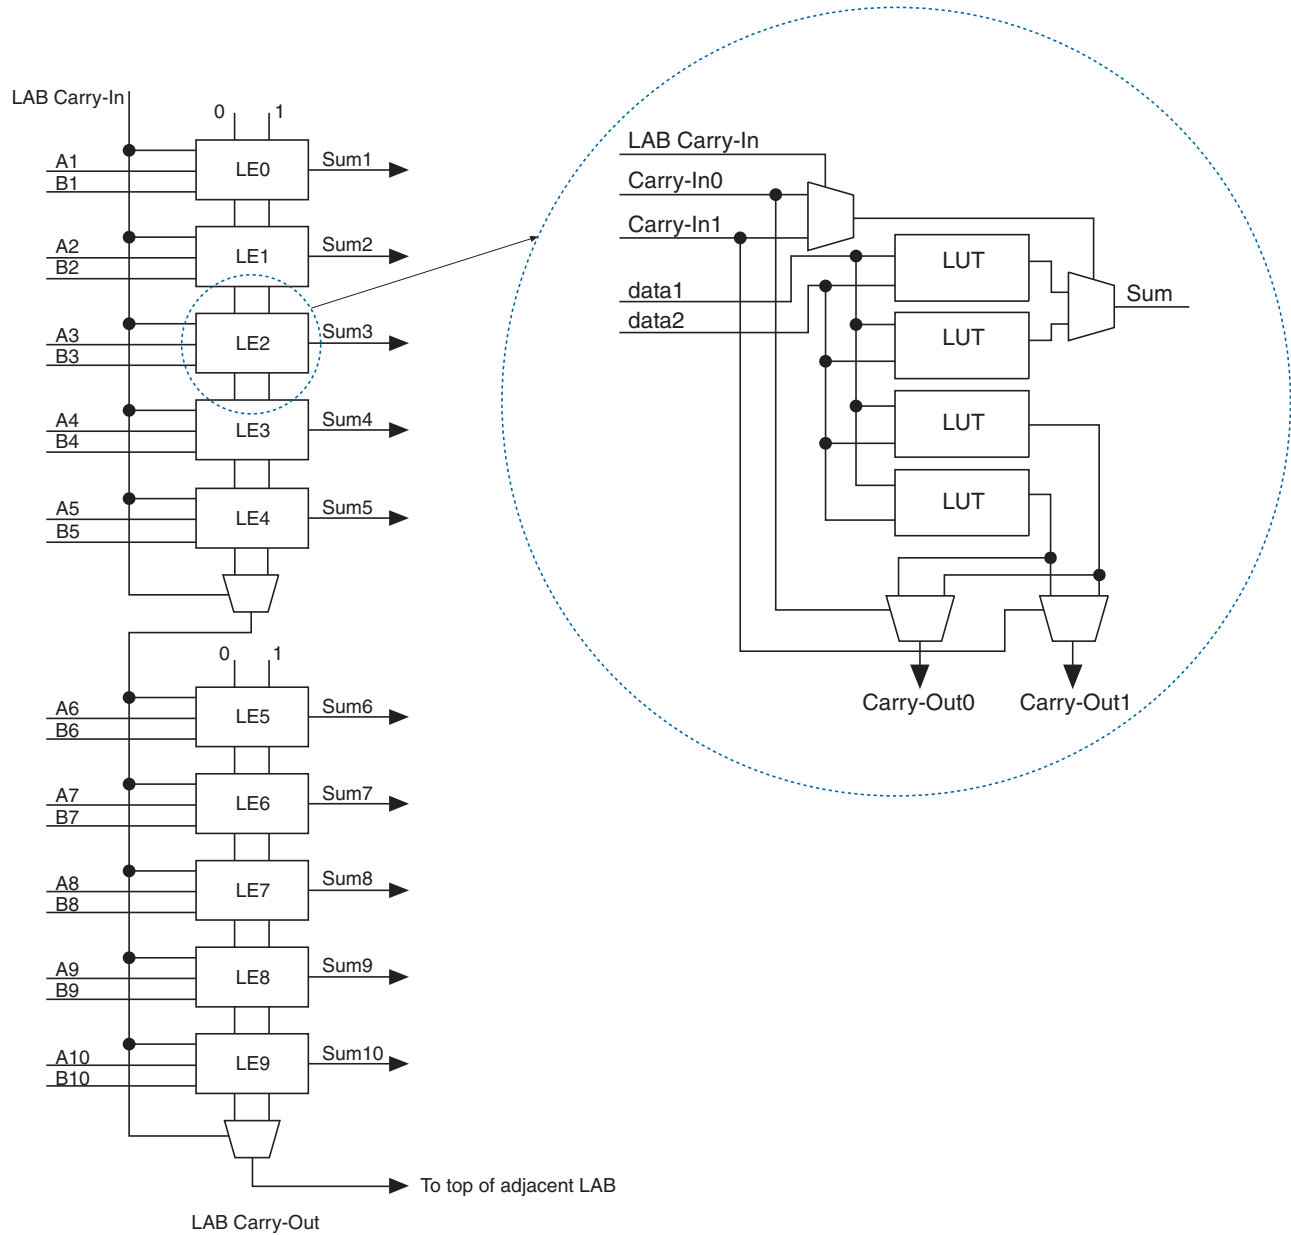 LAB Carry-In
0 1
A1
B1
LE0
Sum1
A2
B2
LE1
Sum2
A3
B3
LE2
Sum3
A4
B4
LE3
Sum4
A5
B5
LE4
Sum5
0 1
A6
B6
LE5
Sum6
A7
B7
LE6
Sum7
A8
B8
LE7
Sum8
A9
B9
LE8
Sum9
A10
B10
LE9
Sum10
To top of adjacent LAB
LAB Carry-Out
LAB Carry-In
Carry-In0
Carry-In1
data1
data2
LUT
LUT
LUT
LUT
Sum
Carry-Out0
Carry-Out1